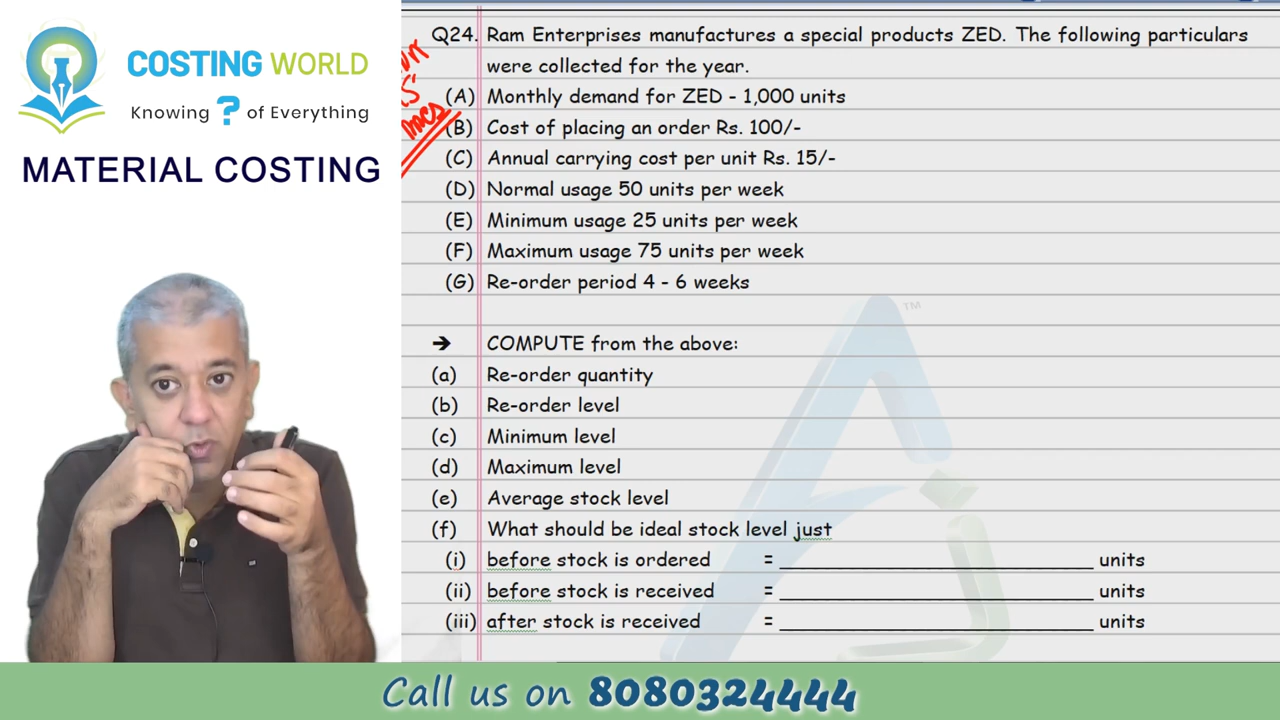 COSTING WORLD
Knowing ? of Everything
MATERIAL COSTING
Q24. Ram Enterprises manufactures a special products ZED. The following particulars
were collected for the year.
(A) Monthly demand for ZED - 1,000 units
(B) Cost of placing an order Rs. 100/-
(C) Annual carrying cost per unit Rs. 15/-
(D) Normal usage 50 units per week
(E) Minimum usage 25 units per week
(F) Maximum usage 75 units per week
(G) Re-order period 4 - 6 weeks
➔ COMPUTE from the above:
(a) Re-order quantity
(b) Re-order level
(c) Minimum level
(d) Maximum level
(e) Average stock level
(f) What should be ideal stock level just
(i) before stock is ordered = ______________________________ units
(ii) before stock is received = ______________________________ units
(iii) after stock is received = ______________________________ units
TM
Call us on 8080324444